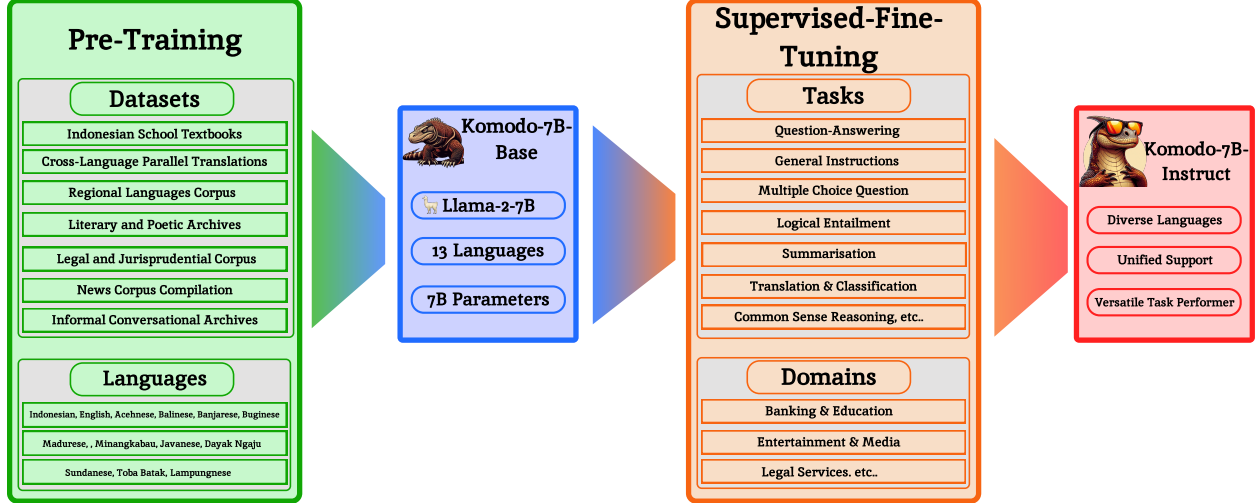 Pre-Training
Datasets
Indonesian School Textbooks
Cross-Language Parallel Translations
Regional Languages Corpus
Literary and Poetic Archives
Legal and Jurisprudential Corpus
News Corpus Compilation
Informal Conversational Archives
Languages
Indonesian, English, Acehnese, Balinese, Banjarese, Buginese
Madurese, , Minangkabau, Javanese, Dayak Ngaju
Sundanese, Toba Batak, Lampungnese
Komodo-7B-
Base
Llama-2-7B
13 Languages
7B Parameters
Supervised-Fine-
Tuning
Tasks
Question-Answering
General Instructions
Multiple Choice Question
Logical Entailment
Summarisation
Translation & Classification
Common Sense Reasoning, etc..
Domains
Banking & Education
Entertainment & Media
Legal Services. etc..
Komodo-7B-
Instruct
Diverse Languages
Unified Support
Versatile Task Performer